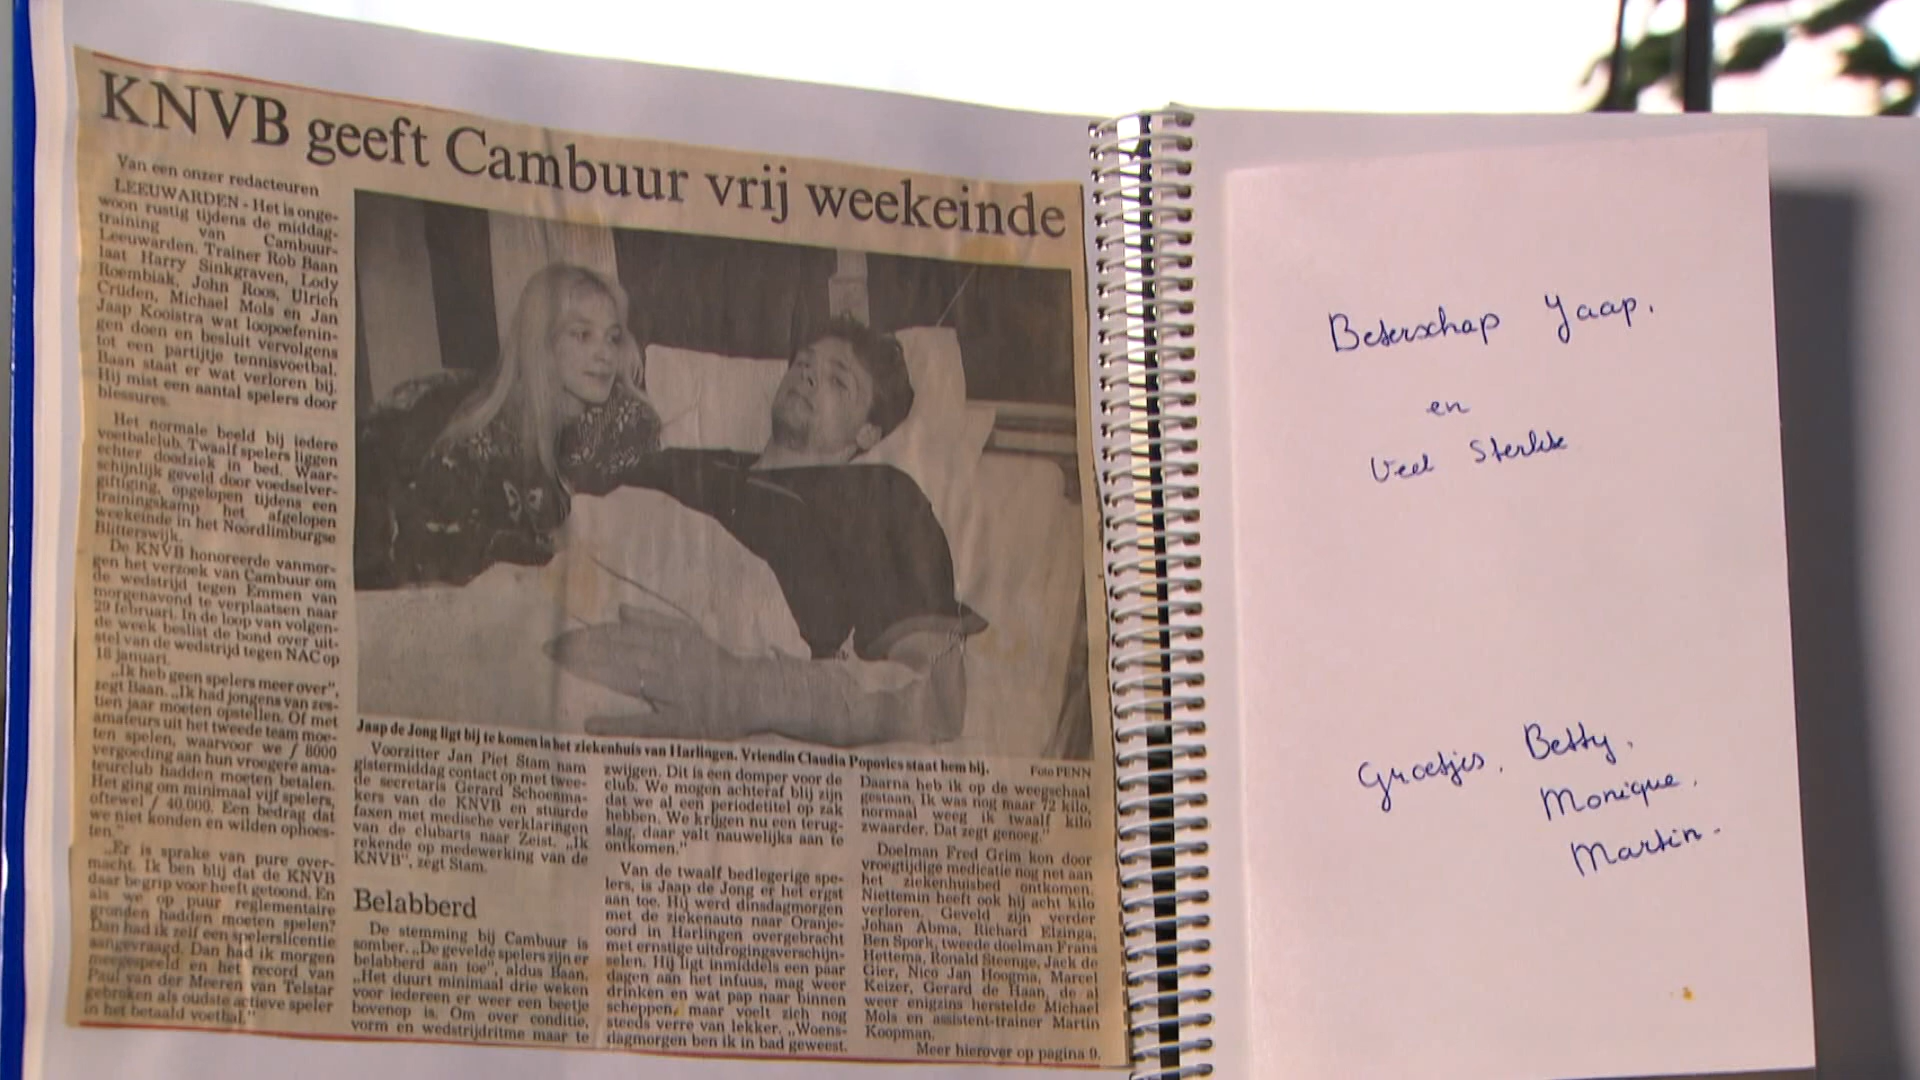 KNVB geeft Cambuur vrij weekeinde
Van een onzer redacteuren
LEEUWARDEN - Het is onge-
woon rustig tijdens de middag-
training van Cambuur-
Leeuwarden. Trainer Rob Baan
laat Harry Sinkgraven, Lody
Roembiak, John Roos, Ulrich
Crüden, Michael Mols en Jan
Jaap Kooistra wat loopoefenin-
gen doen en besluit vervolgens
tot een partijtje tennisvoetbal.
Baan staat er wat verloren bij.
Hij mist een aantal spelers door
blessures.
Het normale beeld bij iedere
voetbalclub. Twaalf spelers liggen
echter doodziek in bed. Waar-
schijnlijk geveld door voedselver-
giftiging, opgelopen tijdens een
trainingskamp het afgelopen
weekeinde in het Noordlimburgse
Blitterswijk.
De KNVB honoreerde vanmor-
gen het verzoek van Cambuur om
de wedstrijd tegen Emmen van
morgenavond te verplaatsen naar
29 februari. In de loop van volgen-
de week beslist de bond over uit-
stel van de wedstrijd tegen NAC op
18 januari.
„Ik heb geen spelers meer over”,
zegt Baan. „Ik had jongens van zes-
tien jaar moeten opstellen. Of met
amateurs uit het tweede team moe-
ten spelen, waarvoor we ƒ 8000
vergoeding aan hun vroegere ama-
teurclub hadden moeten betalen.
Het ging om minimaal vijf spelers,
oftewel ƒ 40.000. Een bedrag dat
we niet konden en wilden ophoes-
ten.”
„Er is sprake van pure over-
macht. Ik ben blij dat de KNVB
daar begrip voor heeft getoond. En
als we op puur reglementaire
gronden hadden moeten spelen?
Dan had ik zelf een spelerslicentie
aangevraagd. Dan had ik morgen
meegespeeld en het record van
Paul van der Meeren van Telstar
gebroken als oudste actieve speler
in het betaald voetbal.”
Jaap de Jong ligt bij te komen in het ziekenhuis van Harlingen. Vriendin Claudia Popovics staat hem bij.
Foto PENN
Voorzitter Jan Piet Stam nam
gistermiddag contact op met twee-
de secretaris Gerard Schoenma-
kers van de KNVB en stuurde
faxen met medische verklaringen
van de clubarts naar Zeist. „Ik
rekende op medewerking van de
KNVB”, zegt Stam.
Belabberd
De stemming bij Cambuur is
somber. „De gevelde spelers zijn er
belabberd aan toe”, aldus Baan.
„Het duurt minimaal drie weken
voor iedereen er weer een beetje
bovenop is. Om over conditie,
vorm en wedstrijdritme maar te
zwijgen. Dit is een domper voor de
club. We mogen achteraf blij zijn
dat we al een periodetitel op zak
hebben. We krijgen nu een terug-
slag, daar valt nauwelijks aan te
ontkomen.”
Van de twaalf bedlegerige spe-
lers, is Jaap de Jong er het ergst
aan toe. Hij werd dinsdagmorgen
met de ziekenauto naar Oranje-
oord in Harlingen overgebracht
met ernstige uitdrogingsverschijn-
selen. Hij ligt inmiddels een paar
dagen aan het infuus, mag weer
drinken en wat pap naar binnen
scheppen, maar voelt zich nog
steeds verre van lekker. „Woens-
dagmorgen ben ik in bad geweest.
Daarna heb ik op de weegschaal
gestaan. Ik was nog maar 72 kilo,
normaal weeg ik twaalf kilo
zwaarder. Dat zegt genoeg.”
Doelman Fred Grim kon door
vroegtijdige medicatie nog net aan
het ziekenhuisbed ontkomen.
Niettemin heeft ook hij acht kilo
verloren. Geveld zijn verder
Johan Abma, Richard Elzinga,
Ben Spork, tweede doelman Frans
Hettema, Ronald Steenge, Jack de
Gier, Nico Jan Hoogma, Marcel
Keizer, Gerard de Haan, de al
weer enigzins herstelde Michael
Mols en assistent-trainer Martin
Koopman.
Meer hierover op pagina 9.
Beterschap Jaap.
en
Veel Sterkte
Groetjes. Betty.
Monique.
Martin.